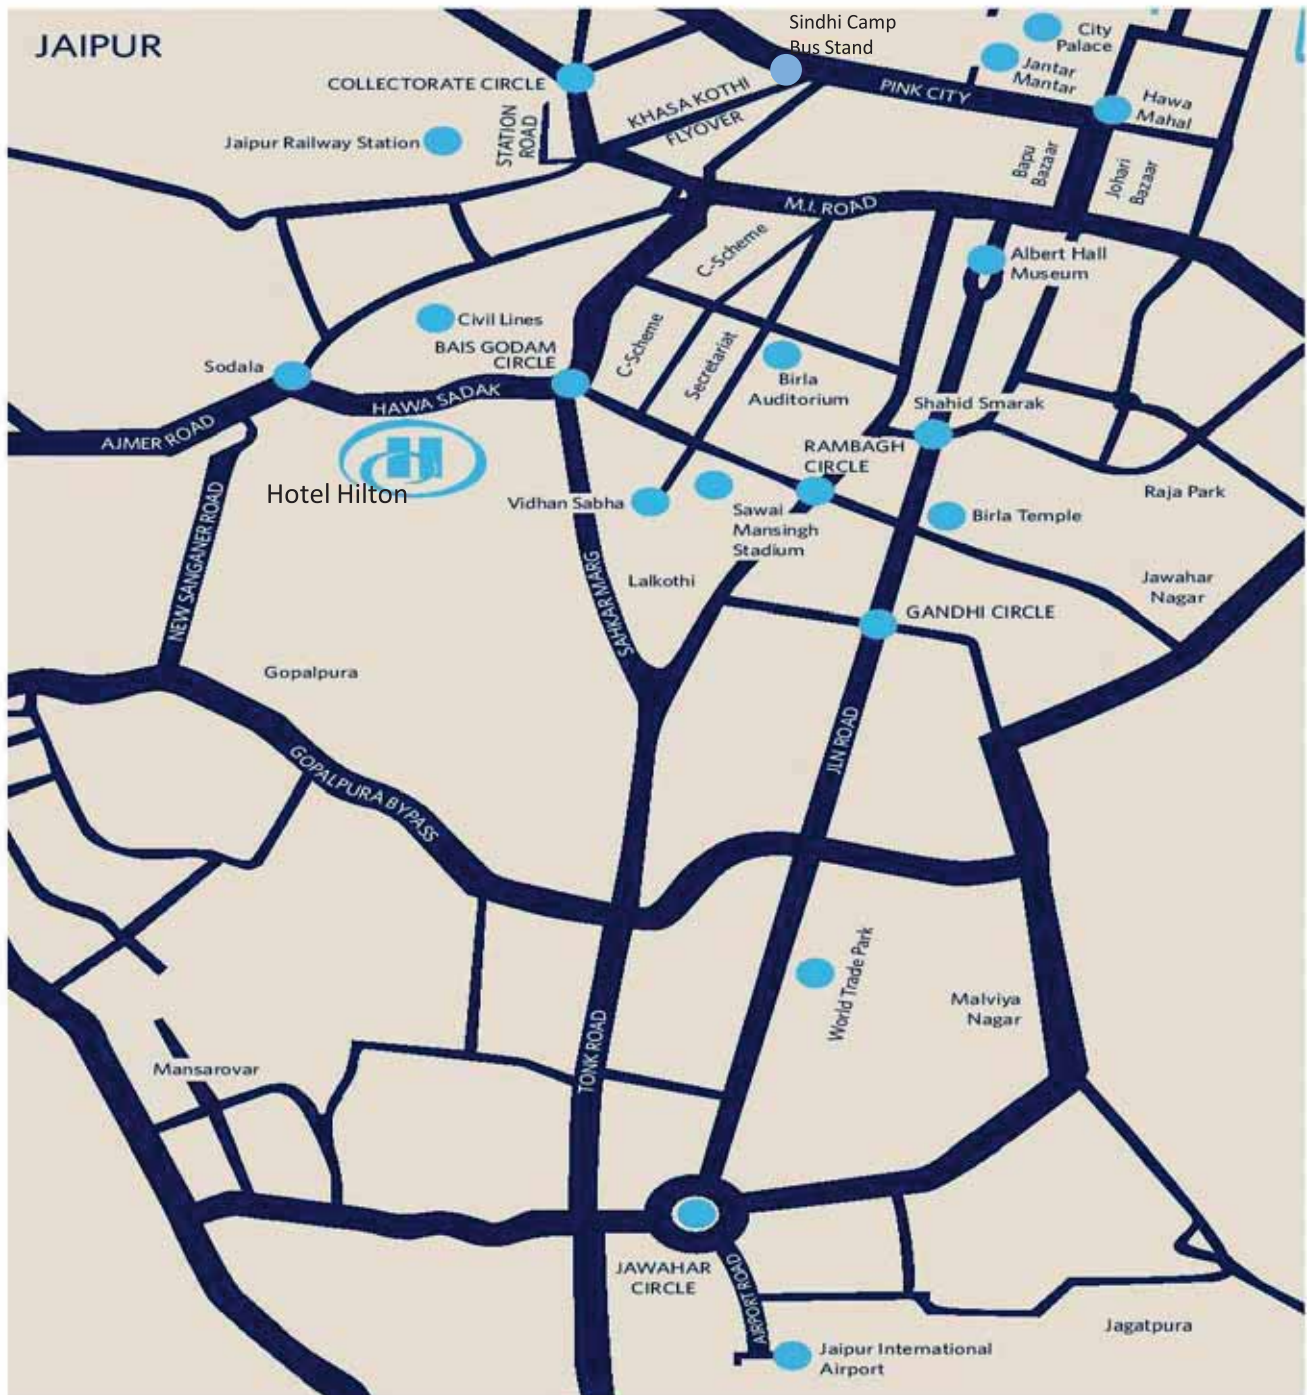 JAIPUR
Sindhi Camp
Bus Stand
City
Palace
Jantar
Mantar
COLLECTORATE CIRCLE
PINK CITY
Hawa
Mahal
KHASA KOTHI
FLYOVER
STATION
ROAD
Jaipur Railway Station
Bapu
Bazaar
Johari
Bazaar
M.I. ROAD
C-Scheme
Albert Hall
Museum
Civil Lines
BAIS GODAM
CIRCLE
C-Scheme
Secretariat
Sodala
Birla
Auditorium
HAWA SADAK
Shahid Smarak
AJMER ROAD
RAMBAGH
CIRCLE
H
Hotel Hilton
Raja Park
Vidhan Sabha
Sawai
Mansingh
Stadium
Birla Temple
NEW SANGANER ROAD
SAHKAR MARG
Lalkothi
Jawahar
Nagar
GANDHI CIRCLE
Gopalpura
JLN ROAD
GOPALPURA BYPASS
World Trade Park
Malviya
Nagar
TONK ROAD
Mansarovar
JAWAHAR
CIRCLE
AIRPORT ROAD
Jagatpura
Jaipur International
Airport